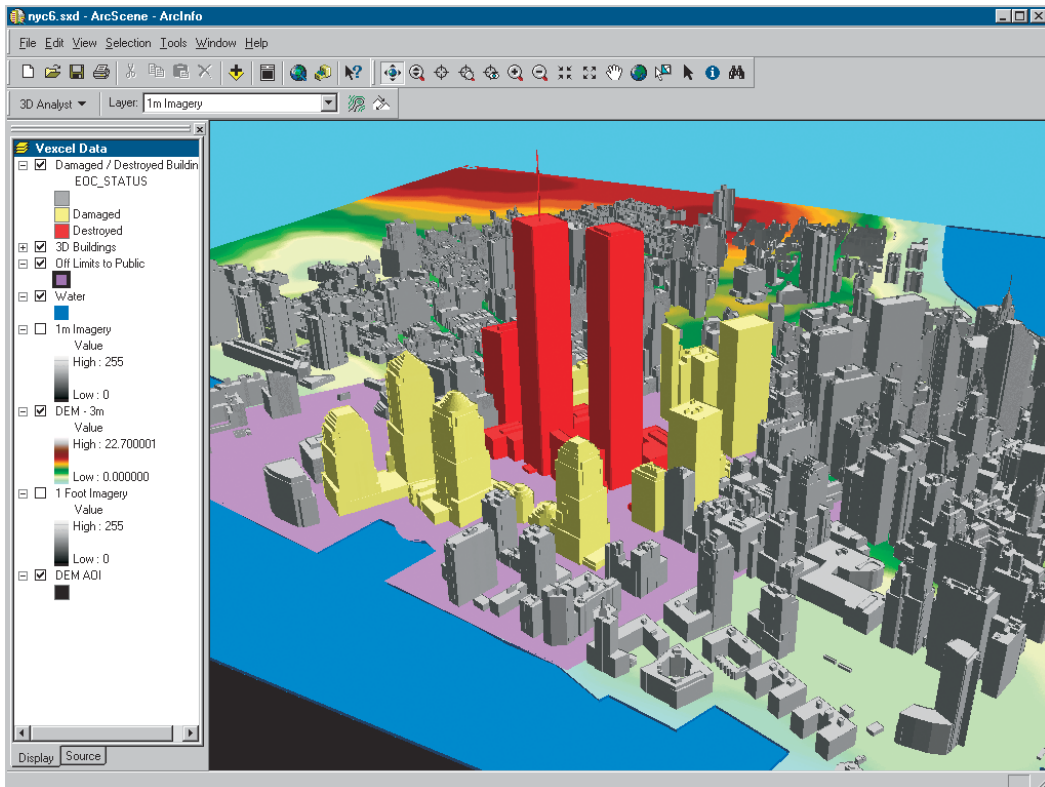 nyc6.sxd - ArcScene - ArcInfo
File Edit View Selection Tools Window Help
3D Analyst Layer: 1m Imagery
Vexcel Data
Damaged / Destroyed Buildin
EOC_STATUS
Damaged
Destroyed
3D Buildings
Off Limits to Public
Water
1m Imagery
Value
High : 255
Low : 0
DEM - 3m
Value
High : 22.700001
Low : 0.000000
1 Foot Imagery
Value
High : 255
Low : 0
DEM AOI
Display Source